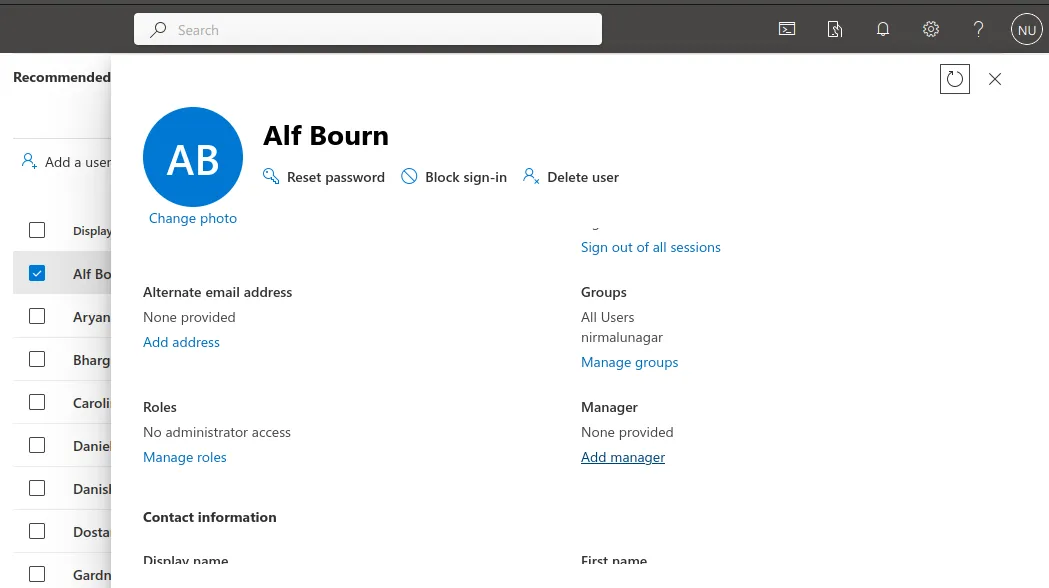 Search
NU
Recommended
AB
Alf Bourn
Add a user
Reset password
Block sign-in
Delete user
Change photo
Display
Sign out of all sessions
Alf Bo
Alternate email address
None provided
Add address
Groups
All Users
nirmalunagar
Manage groups
Aryan
Bharg
Caroli
Daniel
Danish
Dosta
Gardn
Roles
No administrator access
Manage roles
Manager
None provided
Add manager
Contact information
Display name
First name